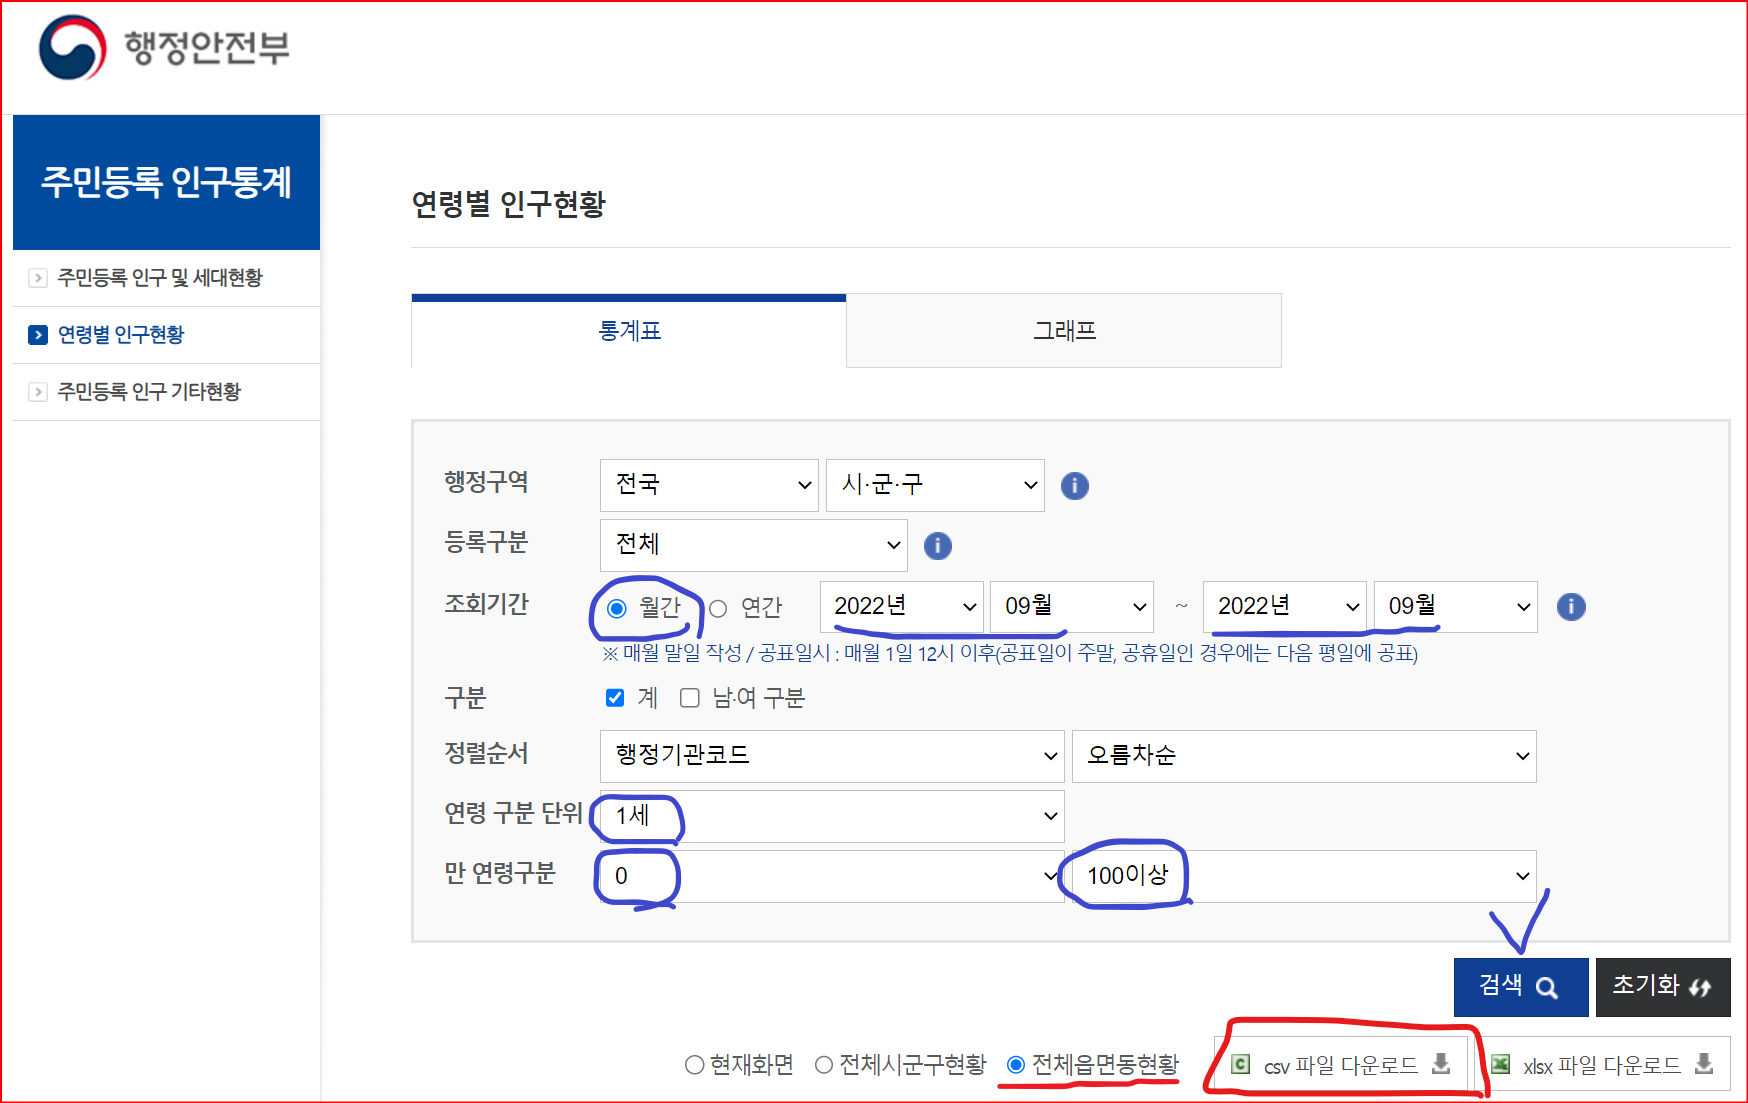 행정안전부
주민등록 인구통계
주민등록 인구 및 세대현황
연령별 인구현황
주민등록 인구 기타현황
연령별 인구현황
통계표 그래프
행정구역 전국 시·군·구
등록구분 전체
조회기간 월간 연간 2022년 09월 ~ 2022년 09월
※ 매월 말일 작성 / 공표일시 : 매월 1일 12시 이후(공표일이 주말, 공휴일인 경우에는 다음 평일에 공표)
구분 계 남·여 구분
정렬순서 행정기관코드 오름차순
연령 구분 단위 1세
만 연령구분 0 100이상
검색 초기화
현재화면 전체시군구현황 전체읍면동현황 csv 파일 다운로드 xlsx 파일 다운로드